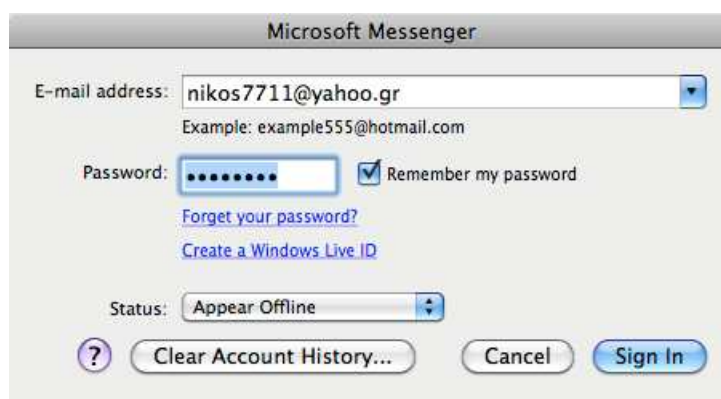 Microsoft Messenger
E-mail address: nikos7711@yahoo.gr
Example: example555@hotmail.com
Password: •••••••• Remember my password
Forget your password?
Create a Windows Live ID
Status: Appear Offline
? Clear Account History... Cancel Sign In